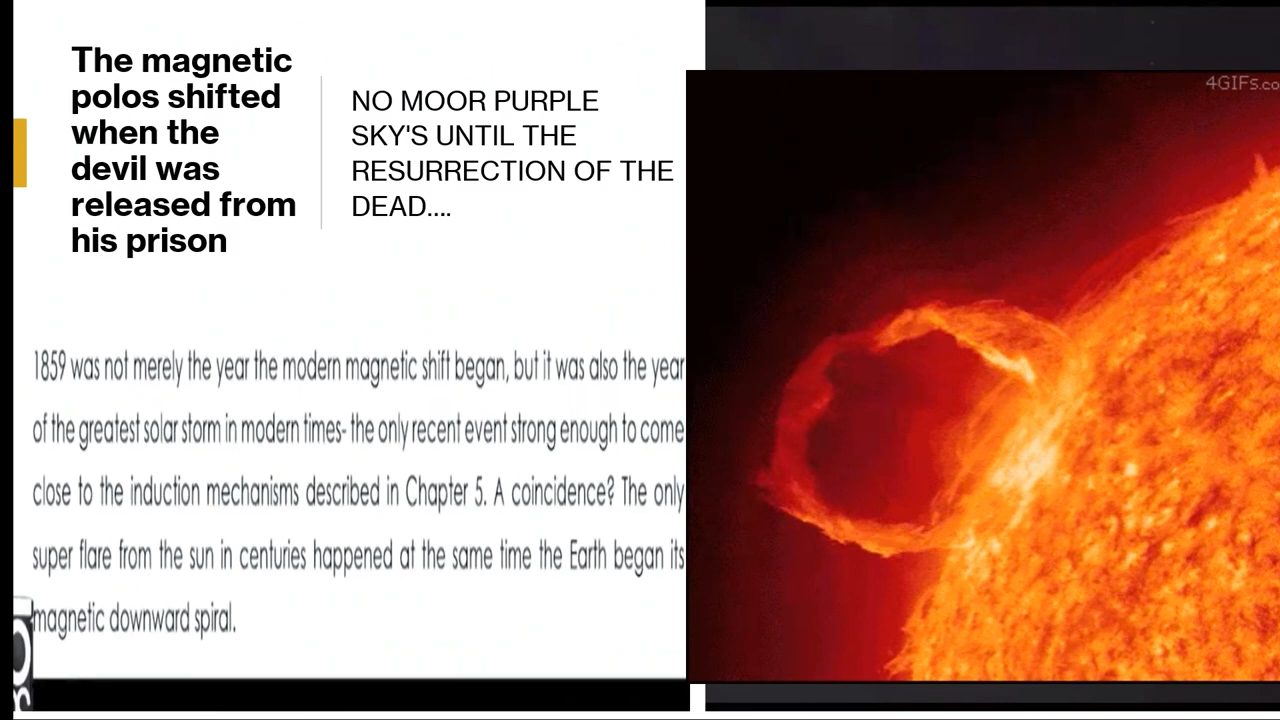 The magnetic
polos shifted
when the
devil was
released from
his prison
NO MOOR PURPLE
SKY'S UNTIL THE
RESURRECTION OF THE
DEAD....
1859 was not merely the year the modern magnetic shift began, but it was also the year
of the greatest solar storm in modern times- the only recent event strong enough to come
close to the induction mechanisms described in Chapter 5. A coincidence? The only
super flare from the sun in centuries happened at the same time the Earth began its
magnetic downward spiral.